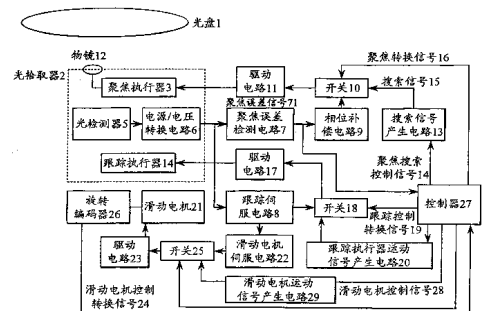 光盘1
物镜12
光拾取器2
聚焦执行器3
驱动
电路11
开关10
聚焦转换信号16
搜索信号15
光检测器5
电源/电压
转换电路6
聚焦误差信号71
聚焦误差
检测电路7
相位补
偿电路9
搜索信号
产生电路13
聚焦搜索
控制信号14
跟踪执行器14
驱动
电路17
控制器27
旋转
编码器26
滑动电机21
跟踪伺
服电路8
开关18
跟踪控制
转换信号19
驱动
电路23
开关25
滑动电机
伺服电路22
跟踪执行器运动
信号产生电路20
滑动电机控制
转换信号24
滑动电机运动
信号产生电路29
滑动电机控制信号28